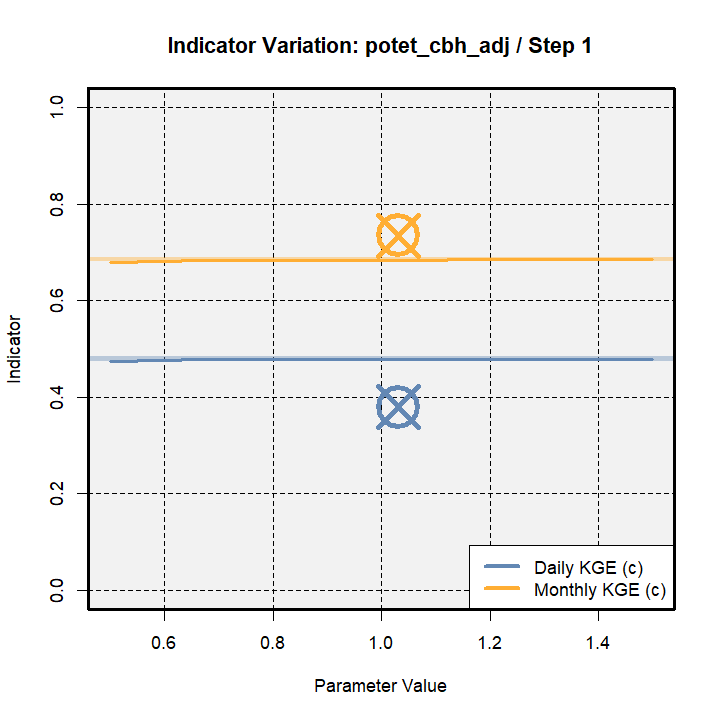 Indicator Variation: potet_cbh_adj / Step 1
Indicator
1.0
0.8
0.6
0.4
0.2
0.0
0.6
0.8
1.0
1.2
1.4
Parameter Value
Daily KGE (c)
Monthly KGE (c)